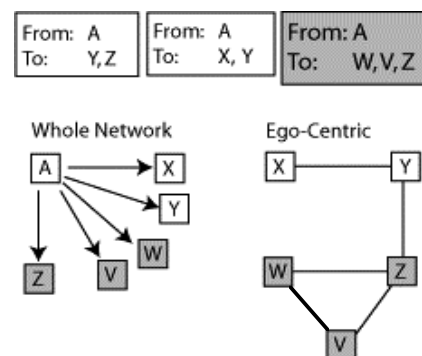 From: A
To: Y,Z
From: A
To: X, Y
From: A
To: W,V,Z
Whole Network
Ego-Centric
A
X
Y
W
V
Z
X
Y
W
Z
V